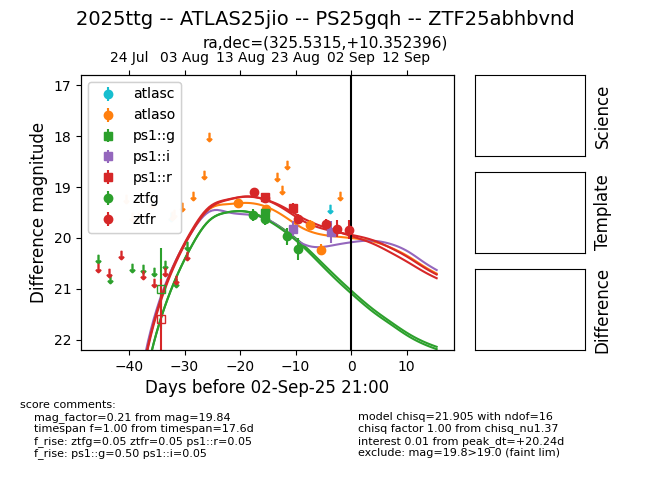 2025ttg -- ATLAS25jio -- PS25gqh -- ZTF25abhbvnd
ra,dec=(325.5315,+10.352396)
24 Jul 03 Aug 13 Aug 23 Aug 02 Sep 12 Sep
17
18
19
20
21
22
Difference magnitude
atlasc
atlaso
ps1::g
ps1::i
ps1::r
ztfg
ztfr
−40 −30 −20 −10 0 10
Days before 02-Sep-25 21:00
Science
Template
Difference
score comments:
mag_factor=0.21 from mag=19.84
timespan f=1.00 from timespan=17.6d
f_rise: ztfg=0.05 ztfr=0.05 ps1::r=0.05
f_rise: ps1::g=0.50 ps1::i=0.05
model chisq=21.905 with ndof=16
chisq factor 1.00 from chisq_nu1.37
interest 0.01 from peak_dt=+20.24d
exclude: mag=19.8>19.0 (faint lim)